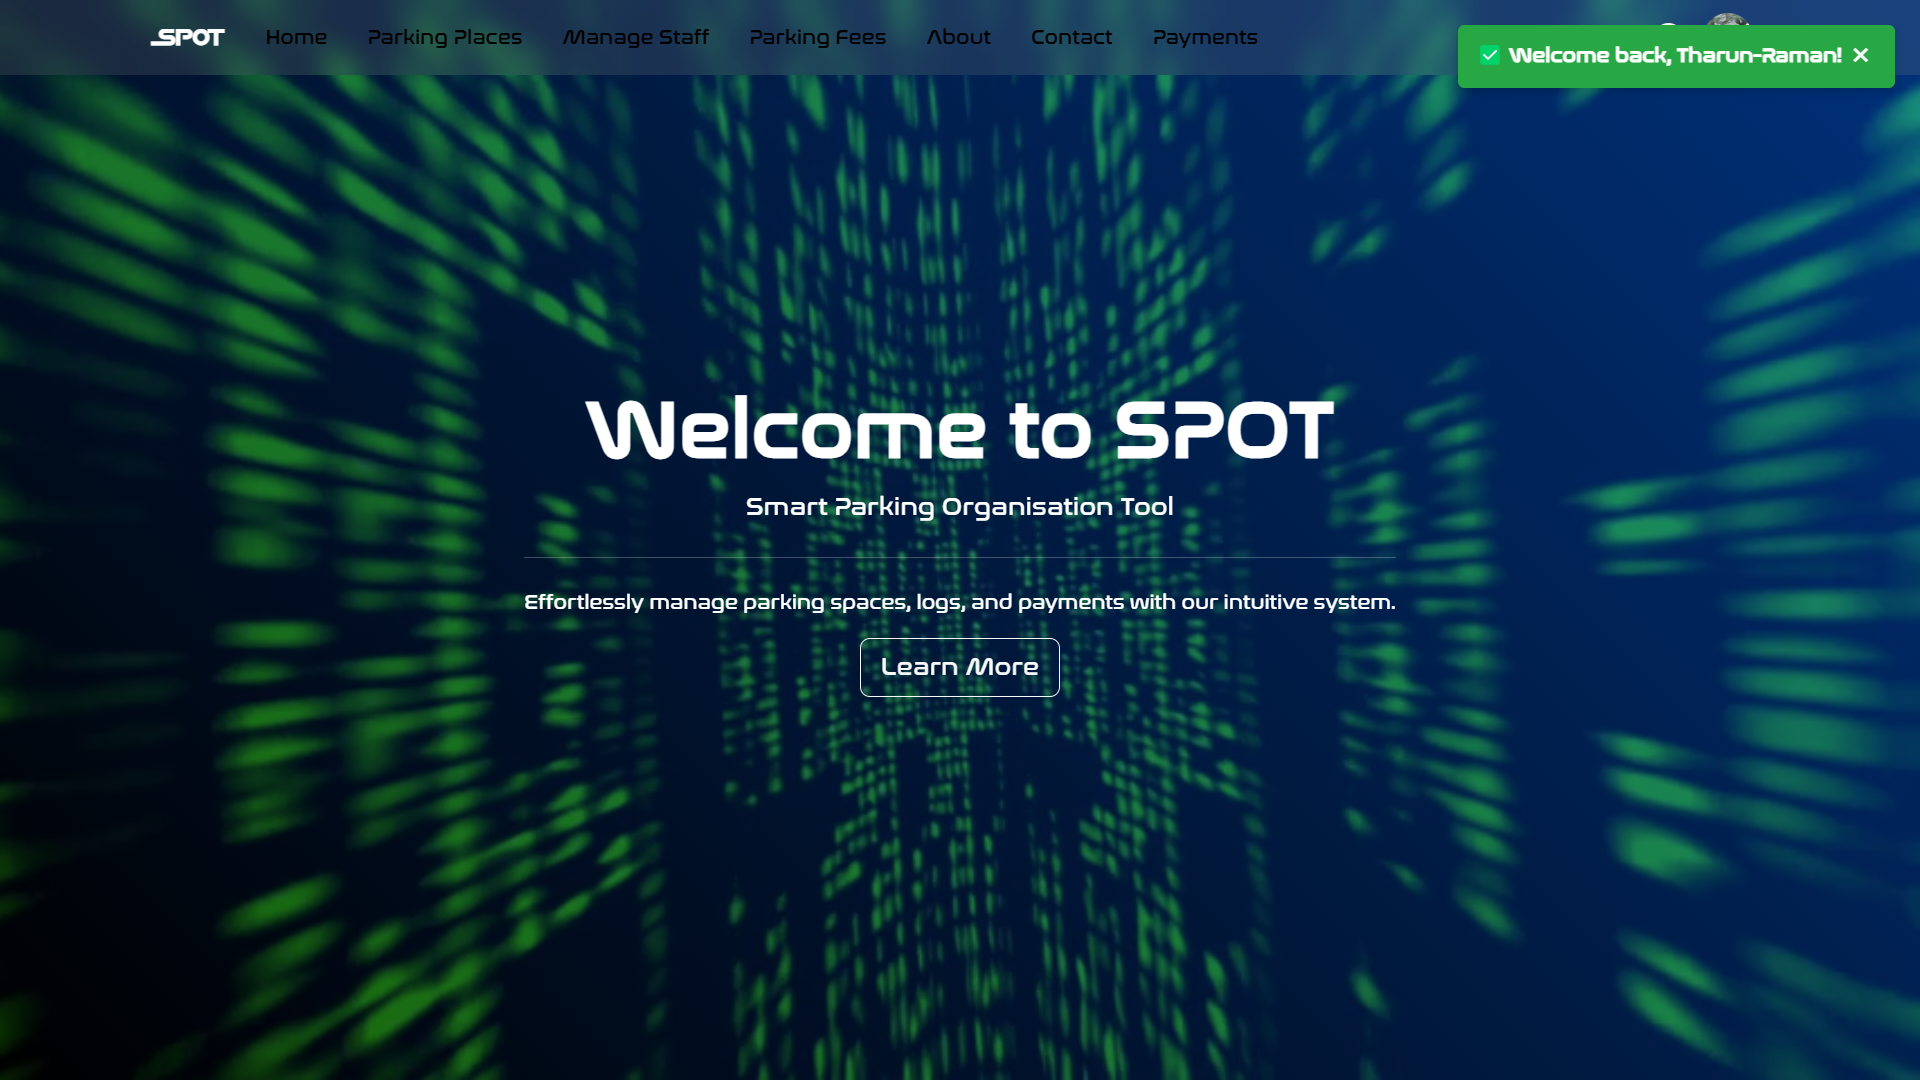 SPOT Home Parking Places Manage Staff Parking Fees About Contact Payments
✅ Welcome back, Tharun-Raman! ✕
Welcome to SPOT
Smart Parking Organisation Tool
Effortlessly manage parking spaces, logs, and payments with our intuitive system.
Learn More